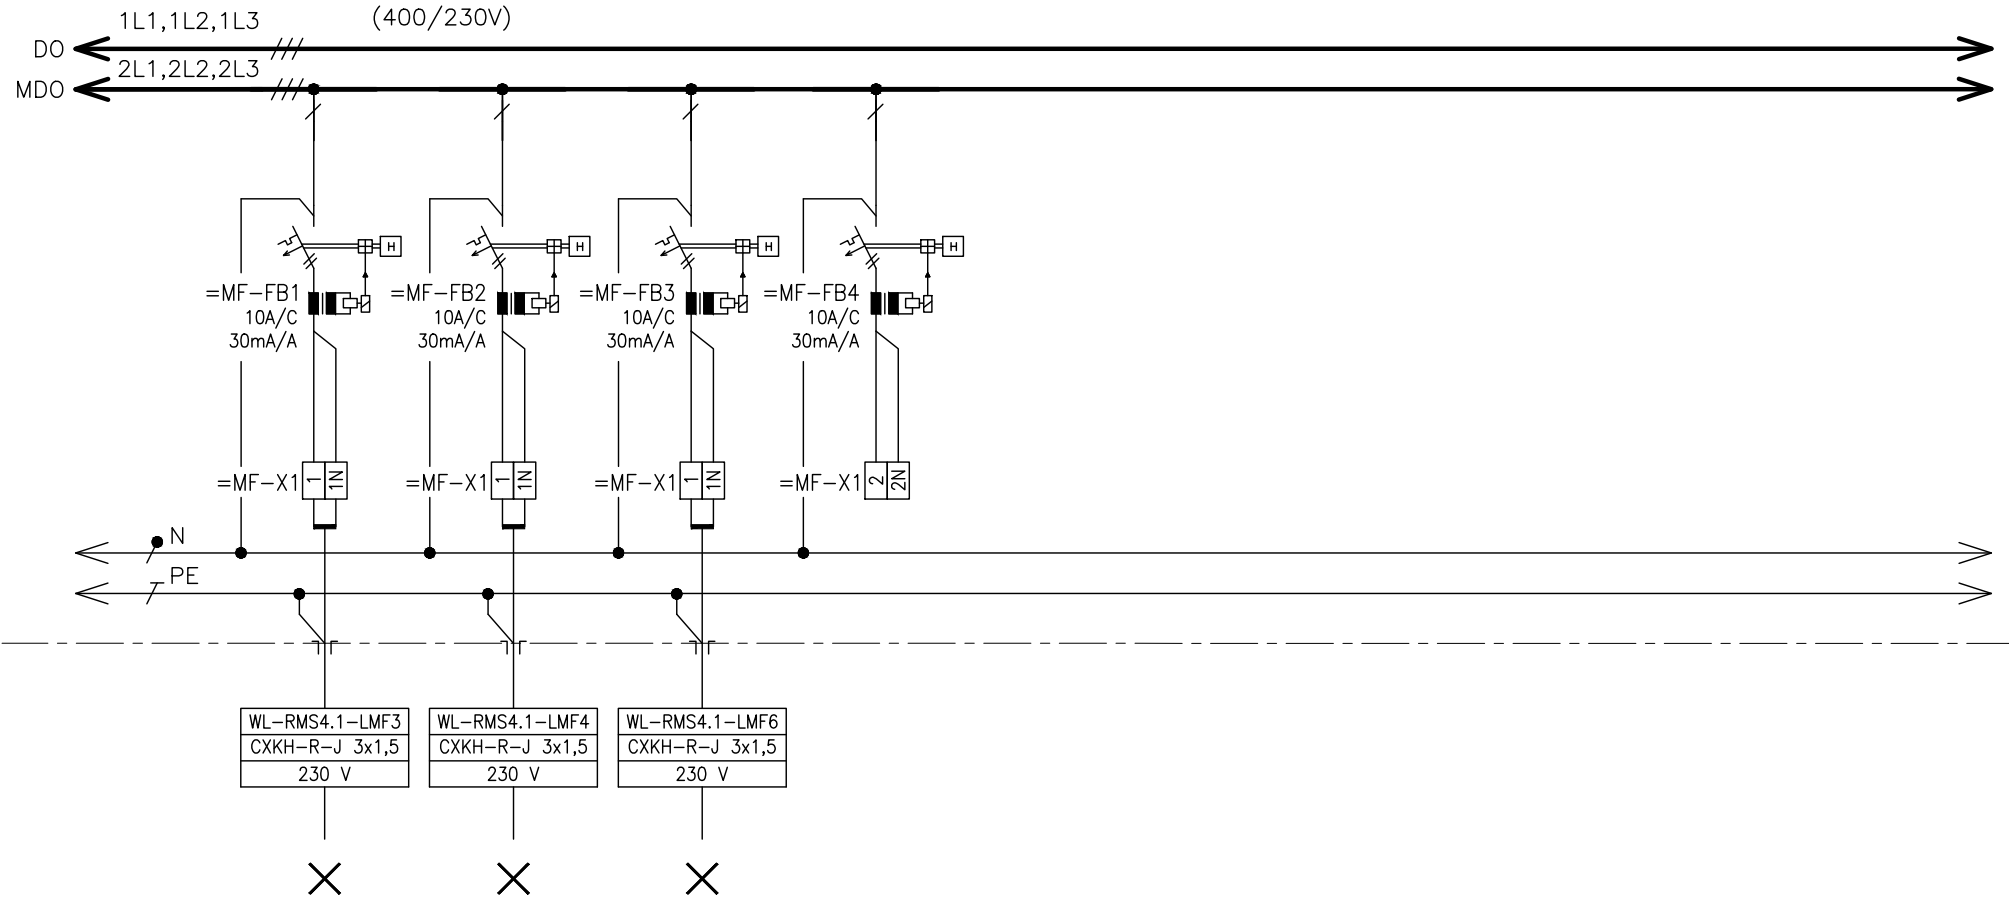 1L1,1L2,1L3 (400/230V)
DO
2L1,2L2,2L3
MDO
H H H H
=MF-FB1 =MF-FB2 =MF-FB3 =MF-FB4
10A/C 10A/C 10A/C 10A/C
30mA/A 30mA/A 30mA/A 30mA/A
=MF-X1 1 1N =MF-X1 1 1N =MF-X1 1 1N =MF-X1 2 2N
N
PE
WL-RMS4.1-LMF3 WL-RMS4.1-LMF4 WL-RMS4.1-LMF6
CXKH-R-J 3x1,5 CXKH-R-J 3x1,5 CXKH-R-J 3x1,5
230 V 230 V 230 V